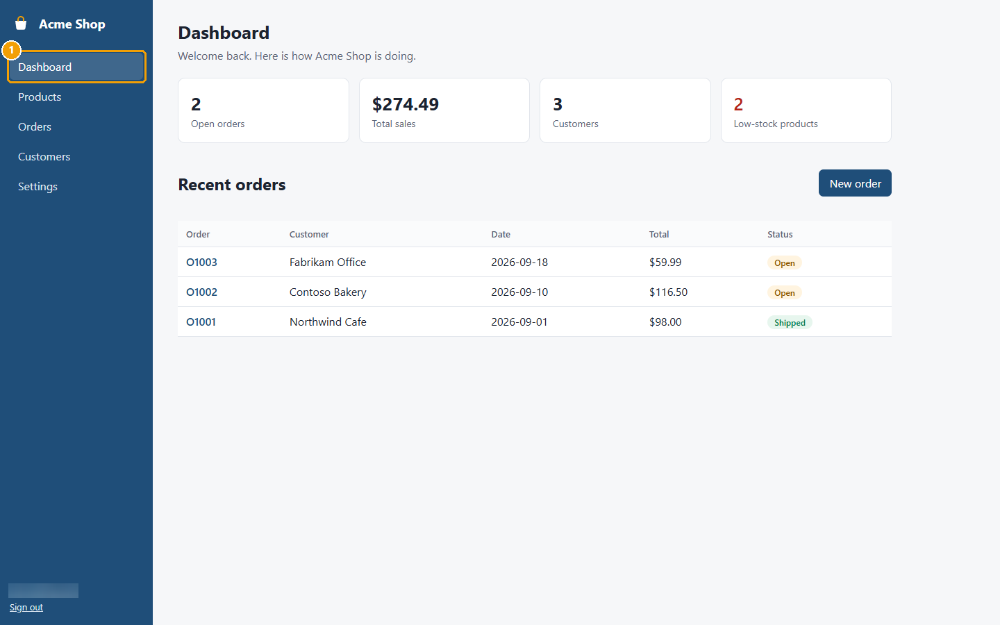 Acme Shop
1
Dashboard
Products
Orders
Customers
Settings
Sign out
Dashboard
Welcome back. Here is how Acme Shop is doing.
2
Open orders
$274.49
Total sales
3
Customers
2
Low-stock products
Recent orders
New order
Order Customer Date Total Status
O1003 Fabrikam Office 2026-09-18 $59.99 Open
O1002 Contoso Bakery 2026-09-10 $116.50 Open
O1001 Northwind Cafe 2026-09-01 $98.00 Shipped